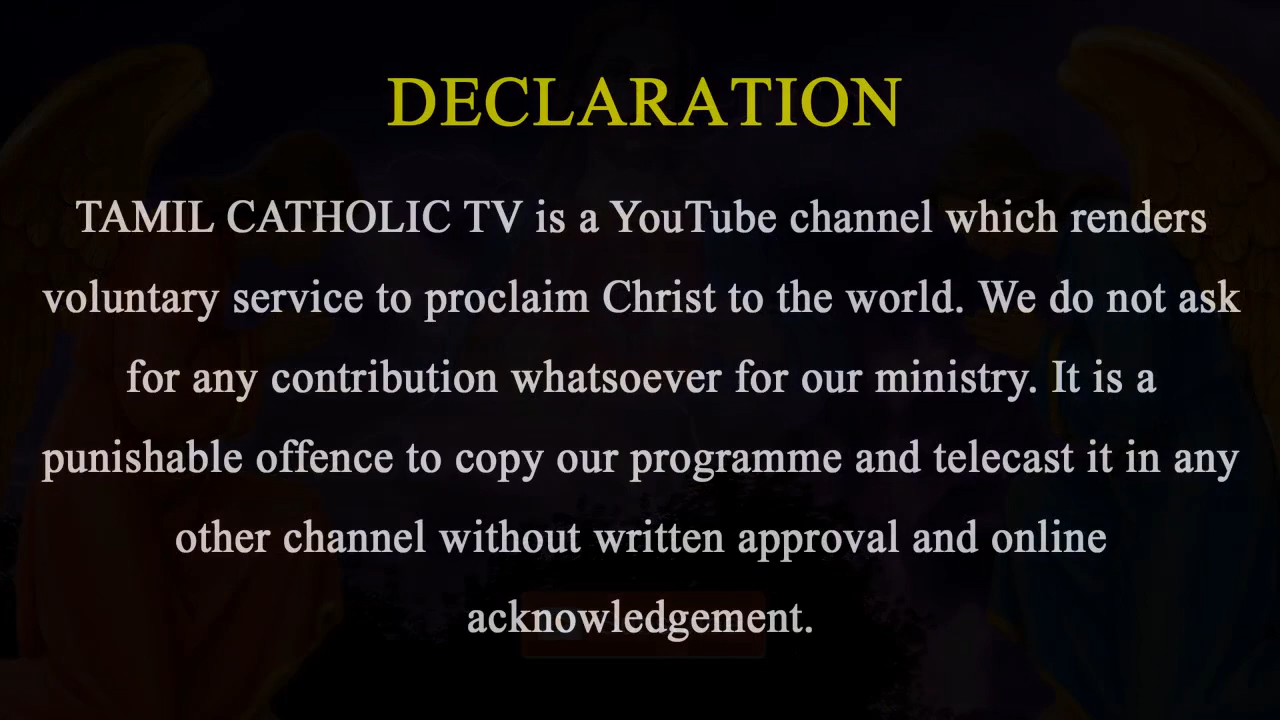 DECLARATION
TAMIL CATHOLIC TV is a YouTube channel which renders
voluntary service to proclaim Christ to the world. We do not ask
for any contribution whatsoever for our ministry. It is a
punishable offence to copy our programme and telecast it in any
other channel without written approval and online
acknowledgement.